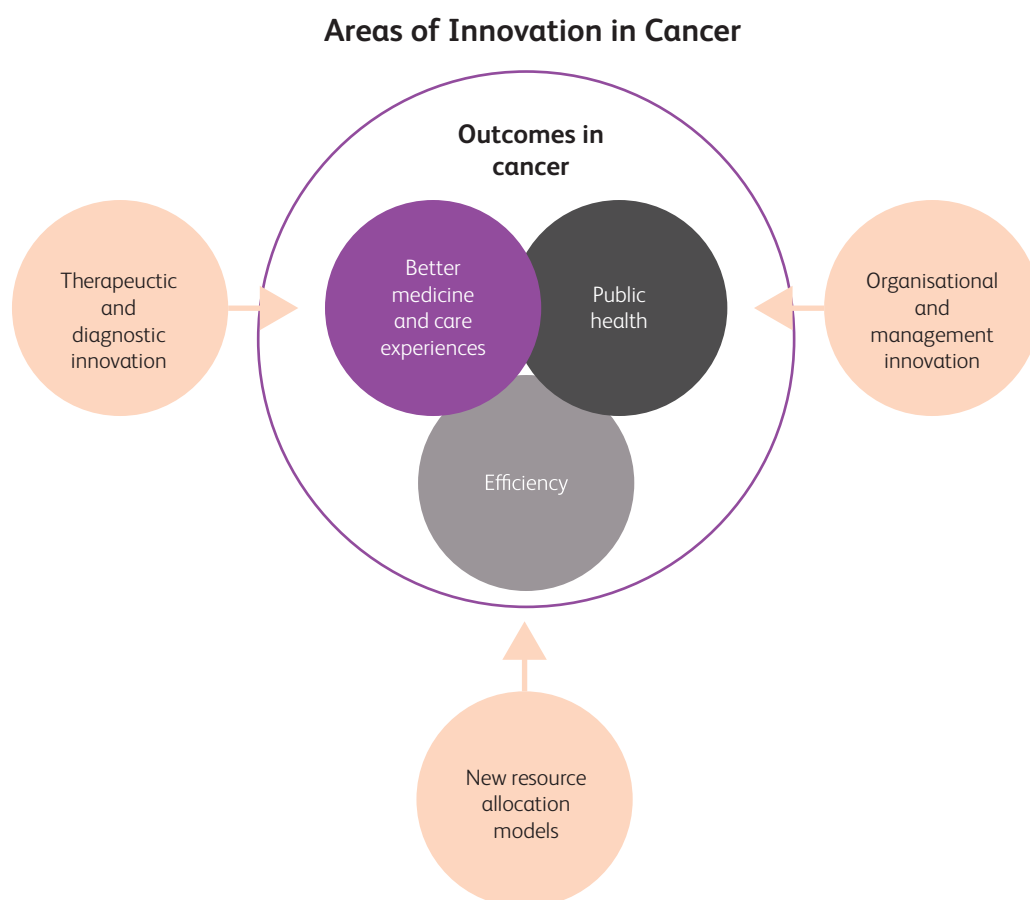 Areas of Innovation in Cancer
Outcomes in
cancer
Therapeuctic
and
diagnostic
innovation
Better
medicine
and care
experiences
Public
health
Organisational
and
management
innovation
Efficiency
New resource
allocation
models